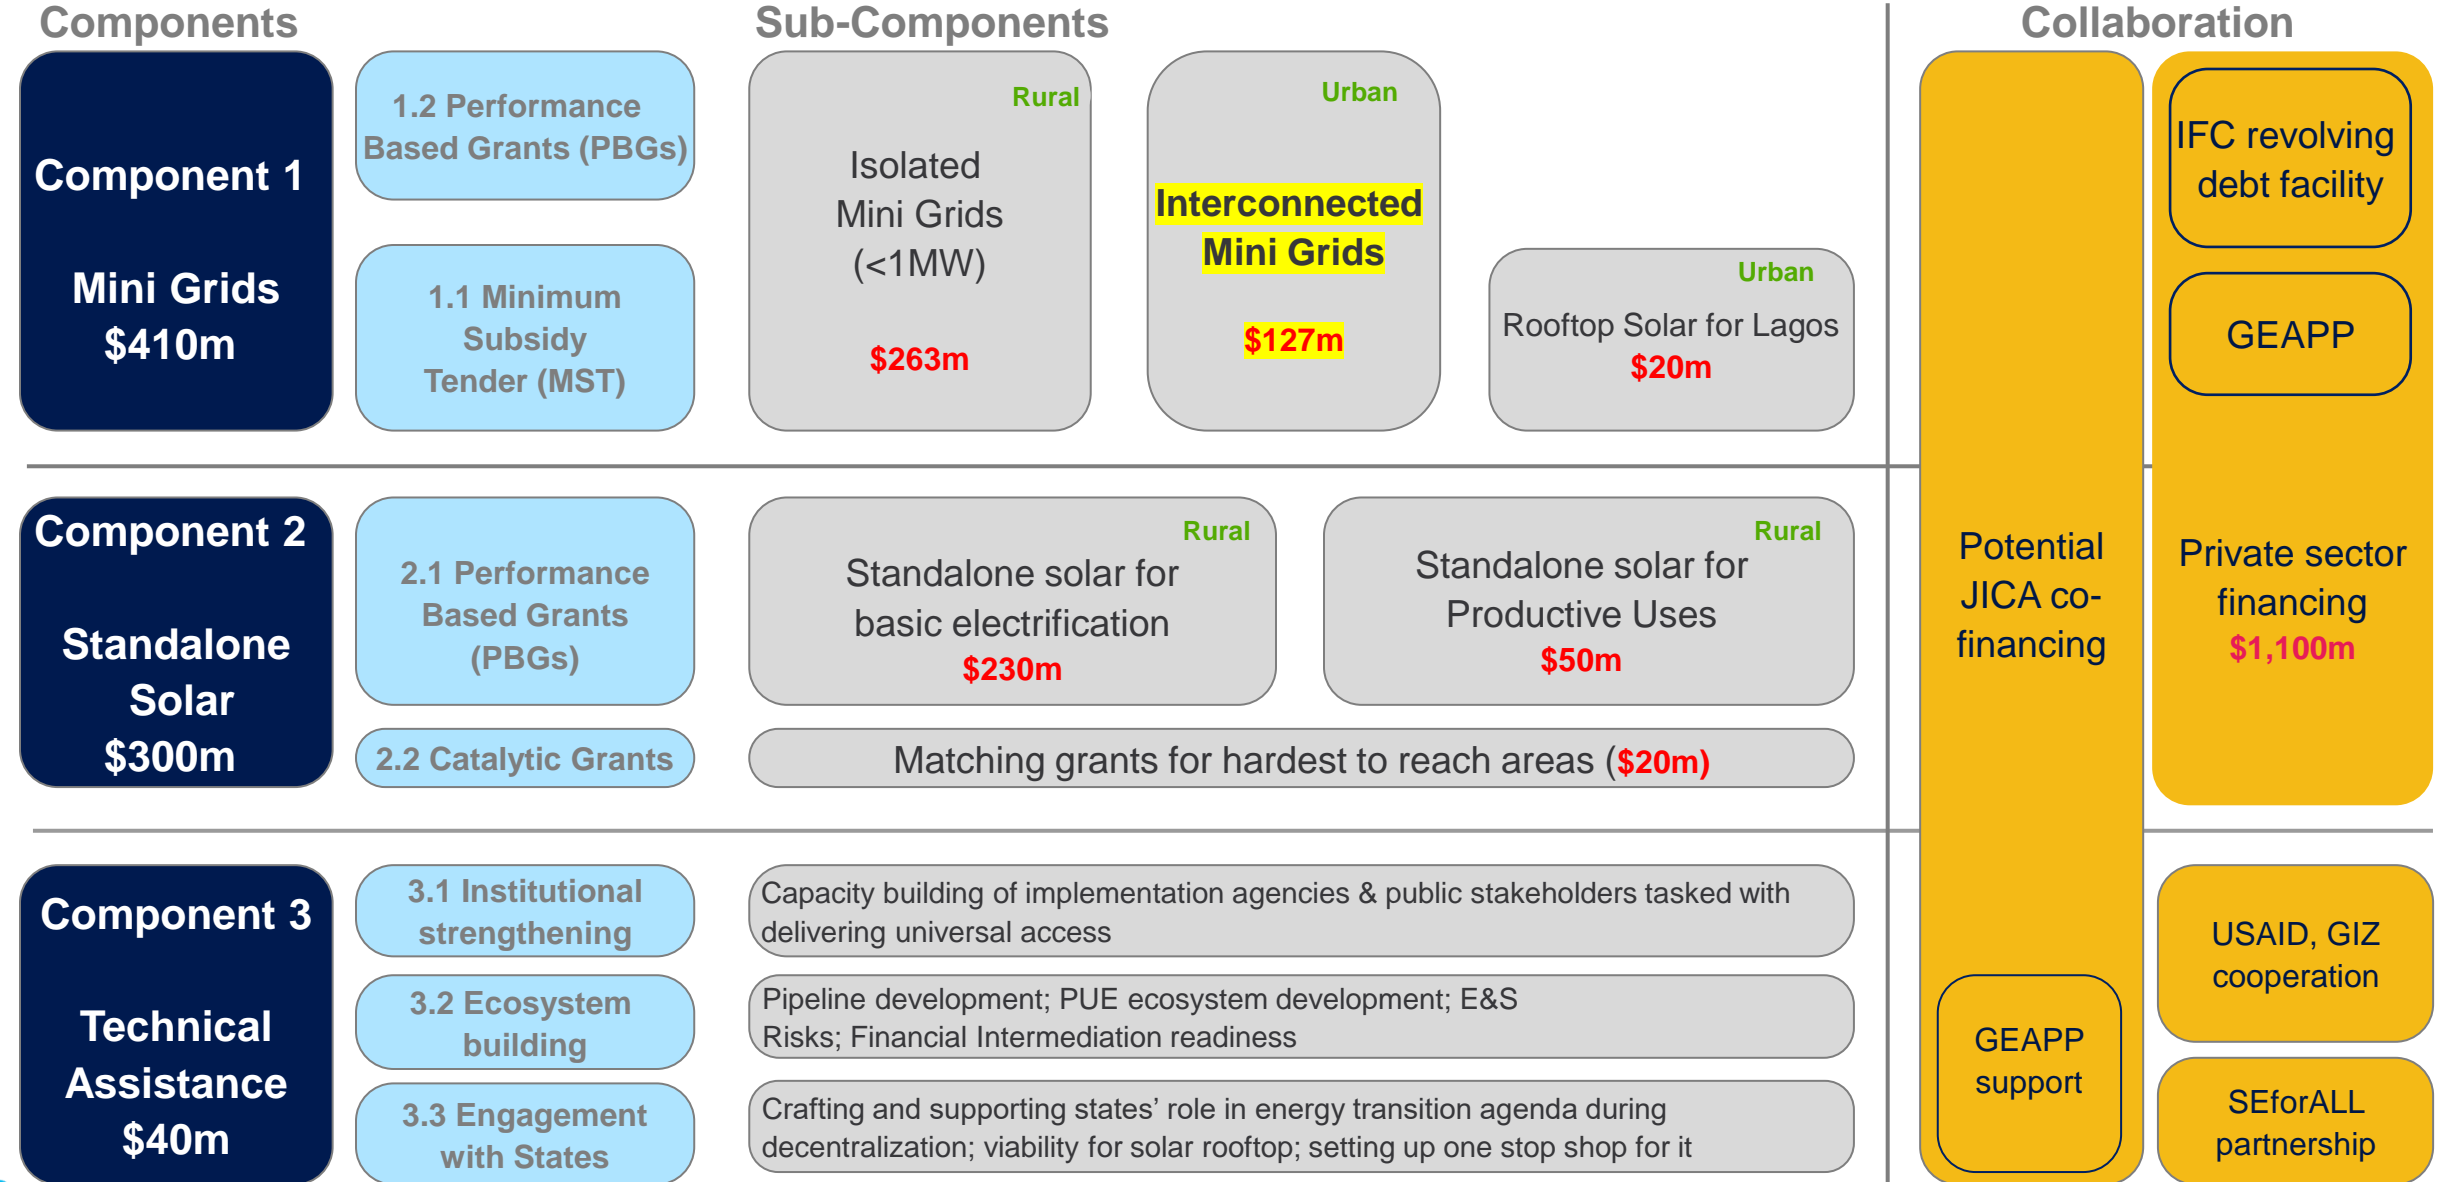 Components
Sub-Components
Collaboration
Component 1
Mini Grids
$410m
1.2 Performance
Based Grants (PBGs)
1.1 Minimum
Subsidy
Tender (MST)
Rural
Isolated
Mini Grids
(<1MW)
$263m
Urban
Interconnected
Mini Grids
$127m
Urban
Rooftop Solar for Lagos
$20m
Component 2
Standalone
Solar
$300m
2.1 Performance
Based Grants
(PBGs)
2.2 Catalytic Grants
Rural
Standalone solar for
basic electrification
$230m
Rural
Standalone solar for
Productive Uses
$50m
Matching grants for hardest to reach areas ($20m)
Component 3
Technical
Assistance
$40m
3.1 Institutional
strengthening
3.2 Ecosystem
building
3.3 Engagement
with States
Capacity building of implementation agencies & public stakeholders tasked with
delivering universal access
Pipeline development; PUE ecosystem development; E&S
Risks; Financial Intermediation readiness
Crafting and supporting states’ role in energy transition agenda during
decentralization; viability for solar rooftop; setting up one stop shop for it
Potential
JICA co-
financing
GEAPP
support
IFC revolving
debt facility
GEAPP
Private sector
financing
$1,100m
USAID, GIZ
cooperation
SEforALL
partnership